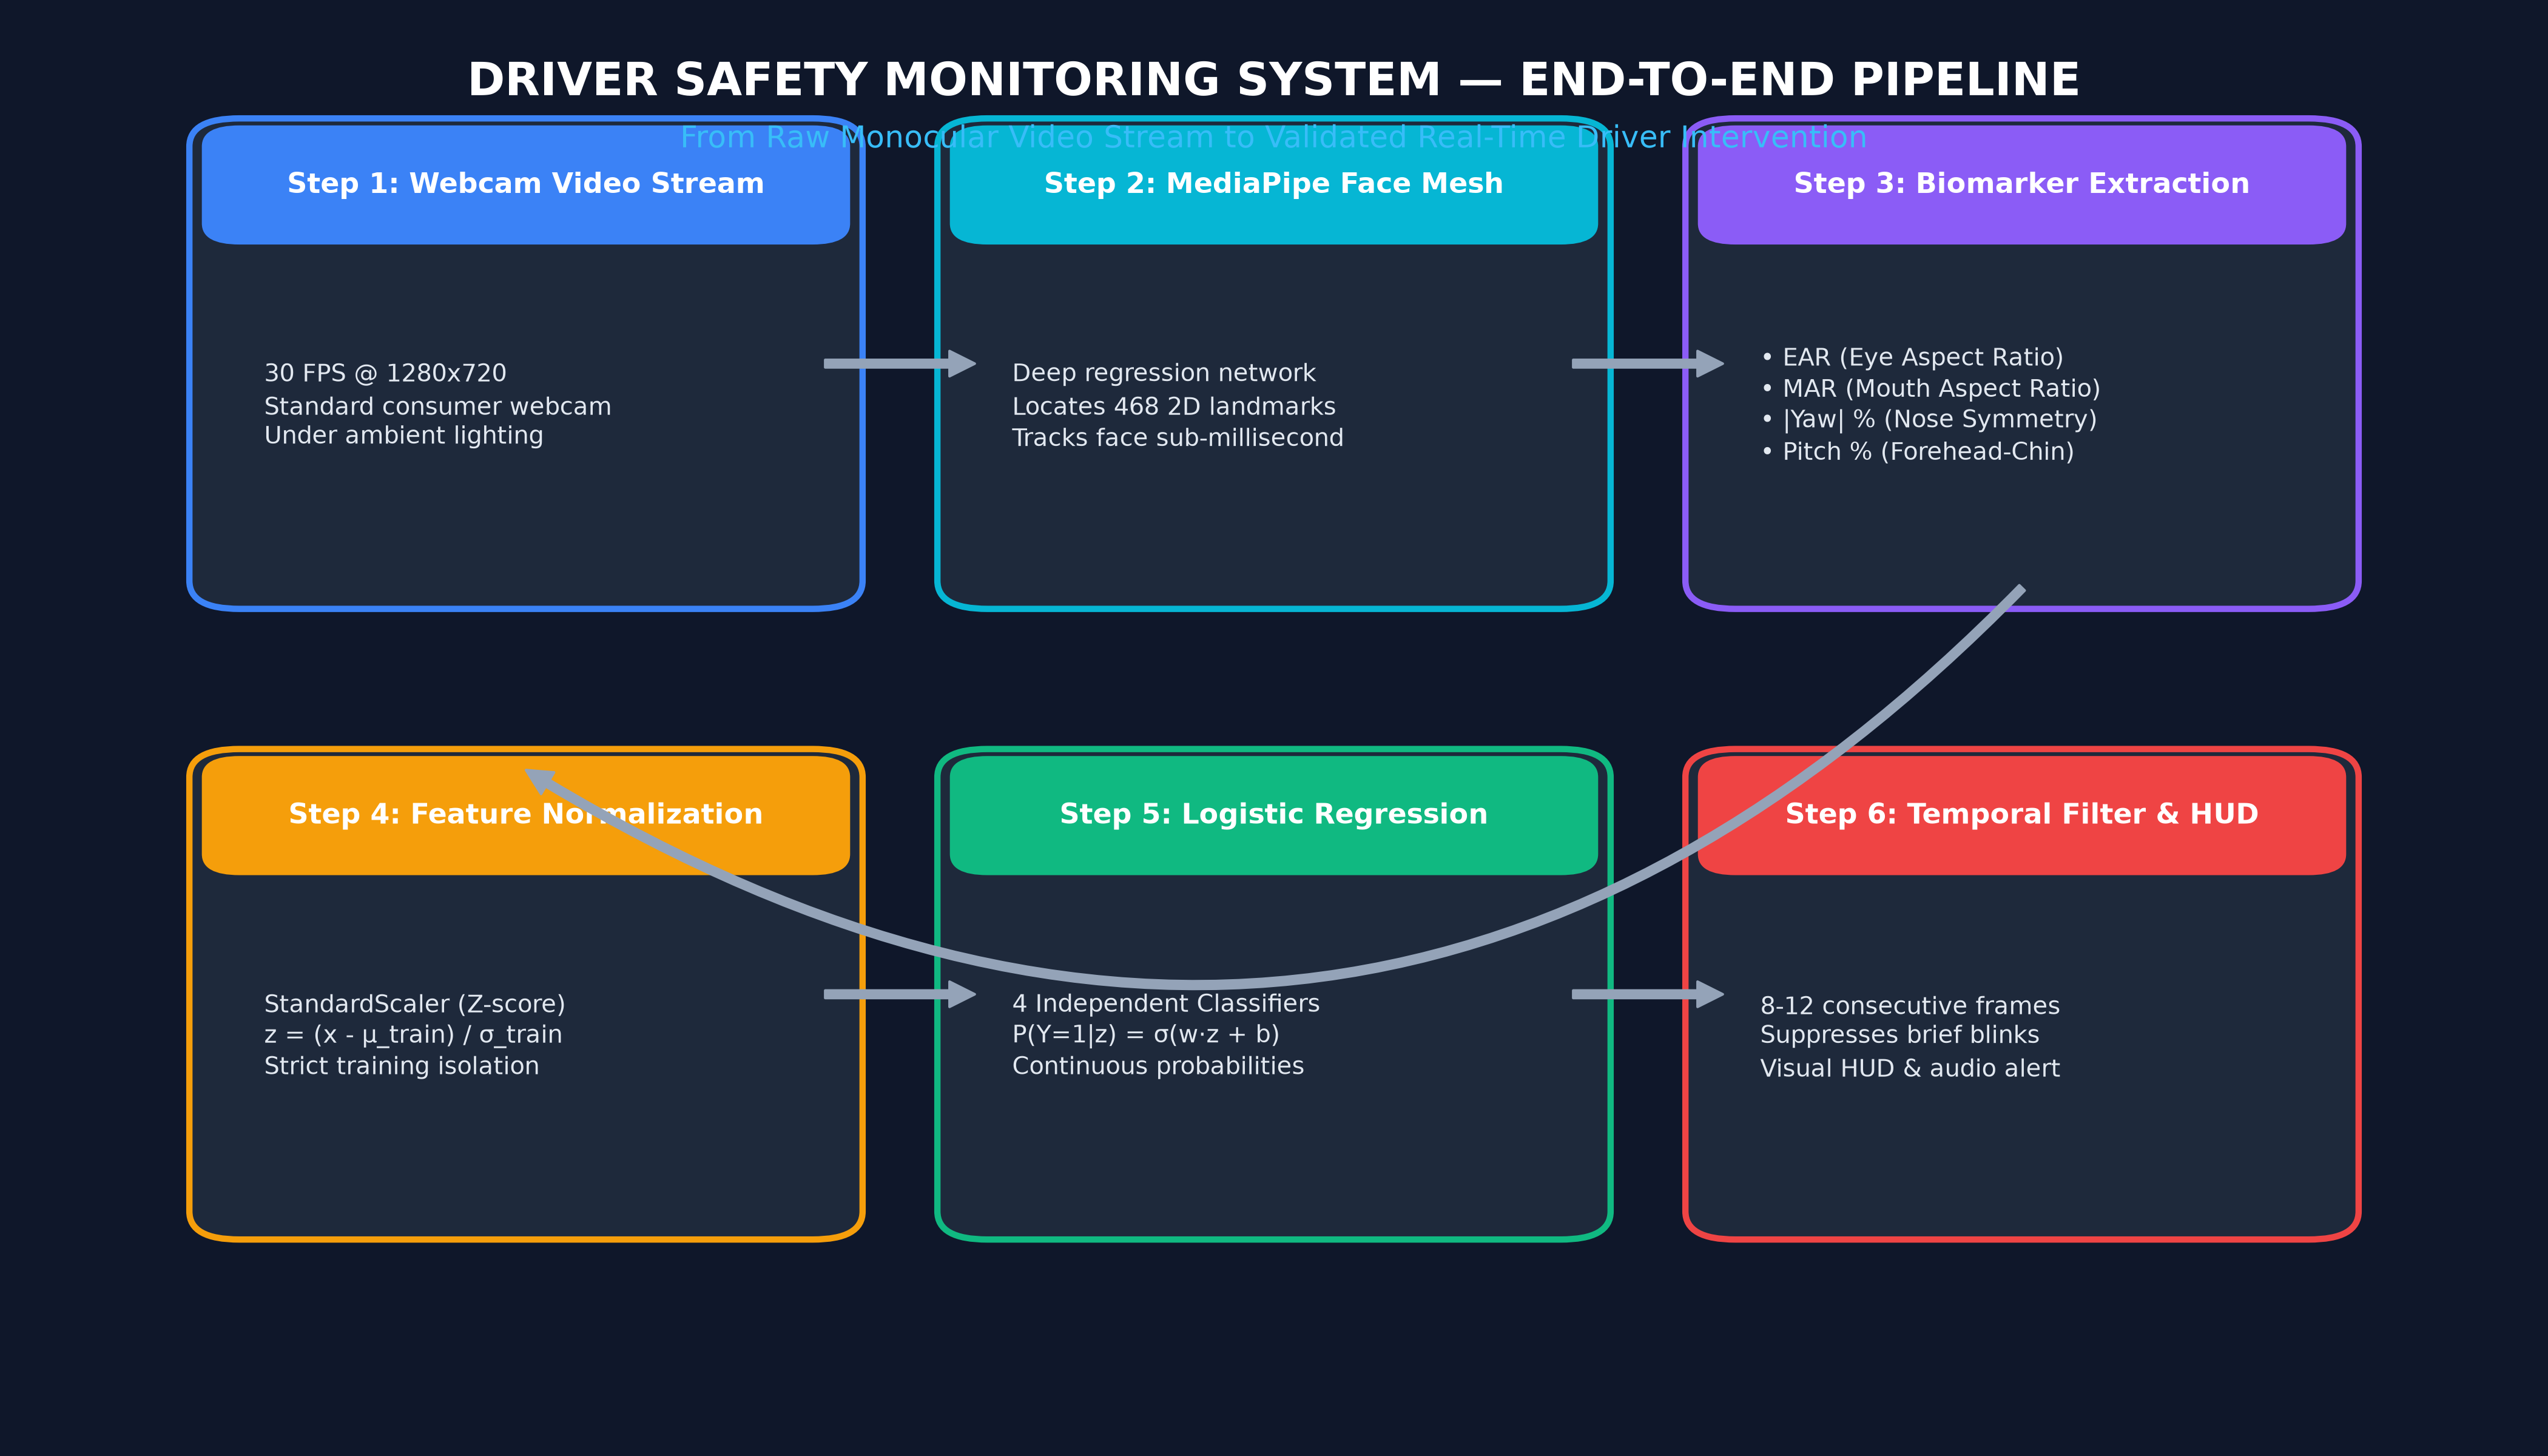 DRIVER SAFETY MONITORING SYSTEM — END-TO-END PIPELINE
From Raw Monocular Video Stream to Validated Real-Time Driver Intervention
Step 1: Webcam Video Stream
30 FPS @ 1280x720
Standard consumer webcam
Under ambient lighting
Step 2: MediaPipe Face Mesh
Deep regression network
Locates 468 2D landmarks
Tracks face sub-millisecond
Step 3: Biomarker Extraction
• EAR (Eye Aspect Ratio)
• MAR (Mouth Aspect Ratio)
• |Yaw| % (Nose Symmetry)
• Pitch % (Forehead-Chin)
Step 4: Feature Normalization
StandardScaler (Z-score)
z = (x - μ_train) / σ_train
Strict training isolation
Step 5: Logistic Regression
4 Independent Classifiers
P(Y=1|z) = σ(w·z + b)
Continuous probabilities
Step 6: Temporal Filter & HUD
8-12 consecutive frames
Suppresses brief blinks
Visual HUD & audio alert